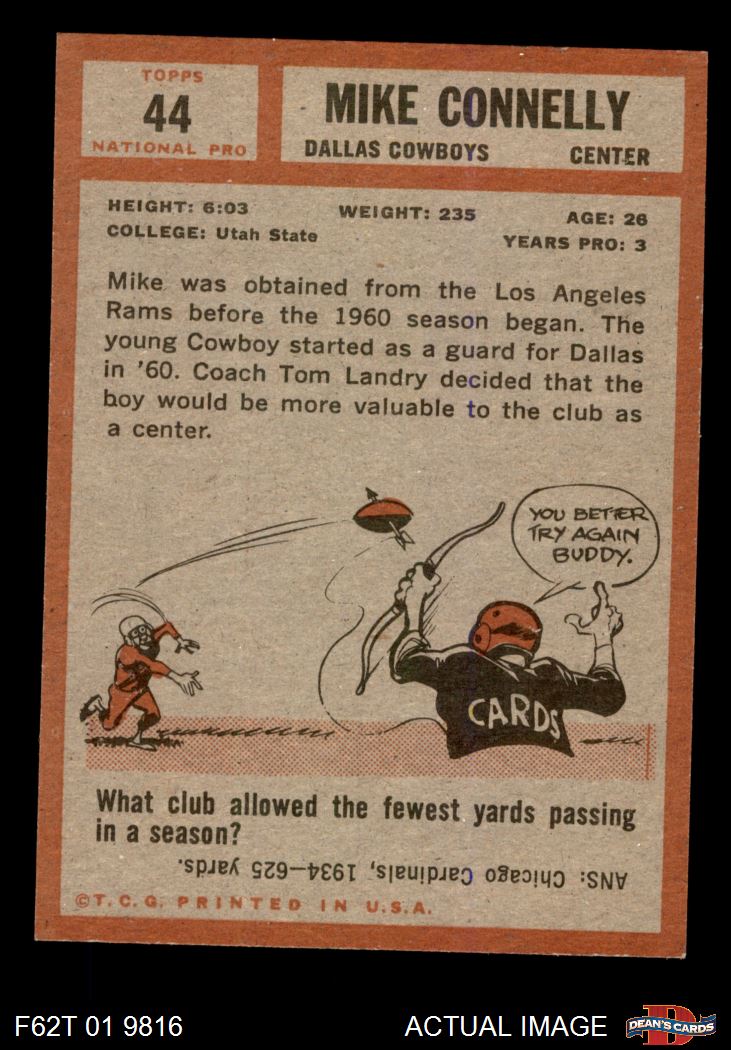 TOPPS
44
NATIONAL PRO
MIKE CONNELLY
DALLAS COWBOYS CENTER
HEIGHT: 6:03 WEIGHT: 235 AGE: 26
COLLEGE: Utah State YEARS PRO: 3
Mike was obtained from the Los Angeles
Rams before the 1960 season began. The
young Cowboy started as a guard for Dallas
in '60. Coach Tom Landry decided that the
boy would be more valuable to the club as
a center.
YOU BETTER
TRY AGAIN
BUDDY.
CARDS
What club allowed the fewest yards passing
in a season?
ANS: Chicago Cardinals, 1934—625 yards.
©T.C.G. PRINTED IN U.S.A.
F62T 01 9816 ACTUAL IMAGE
D
DEAN'S CARDS